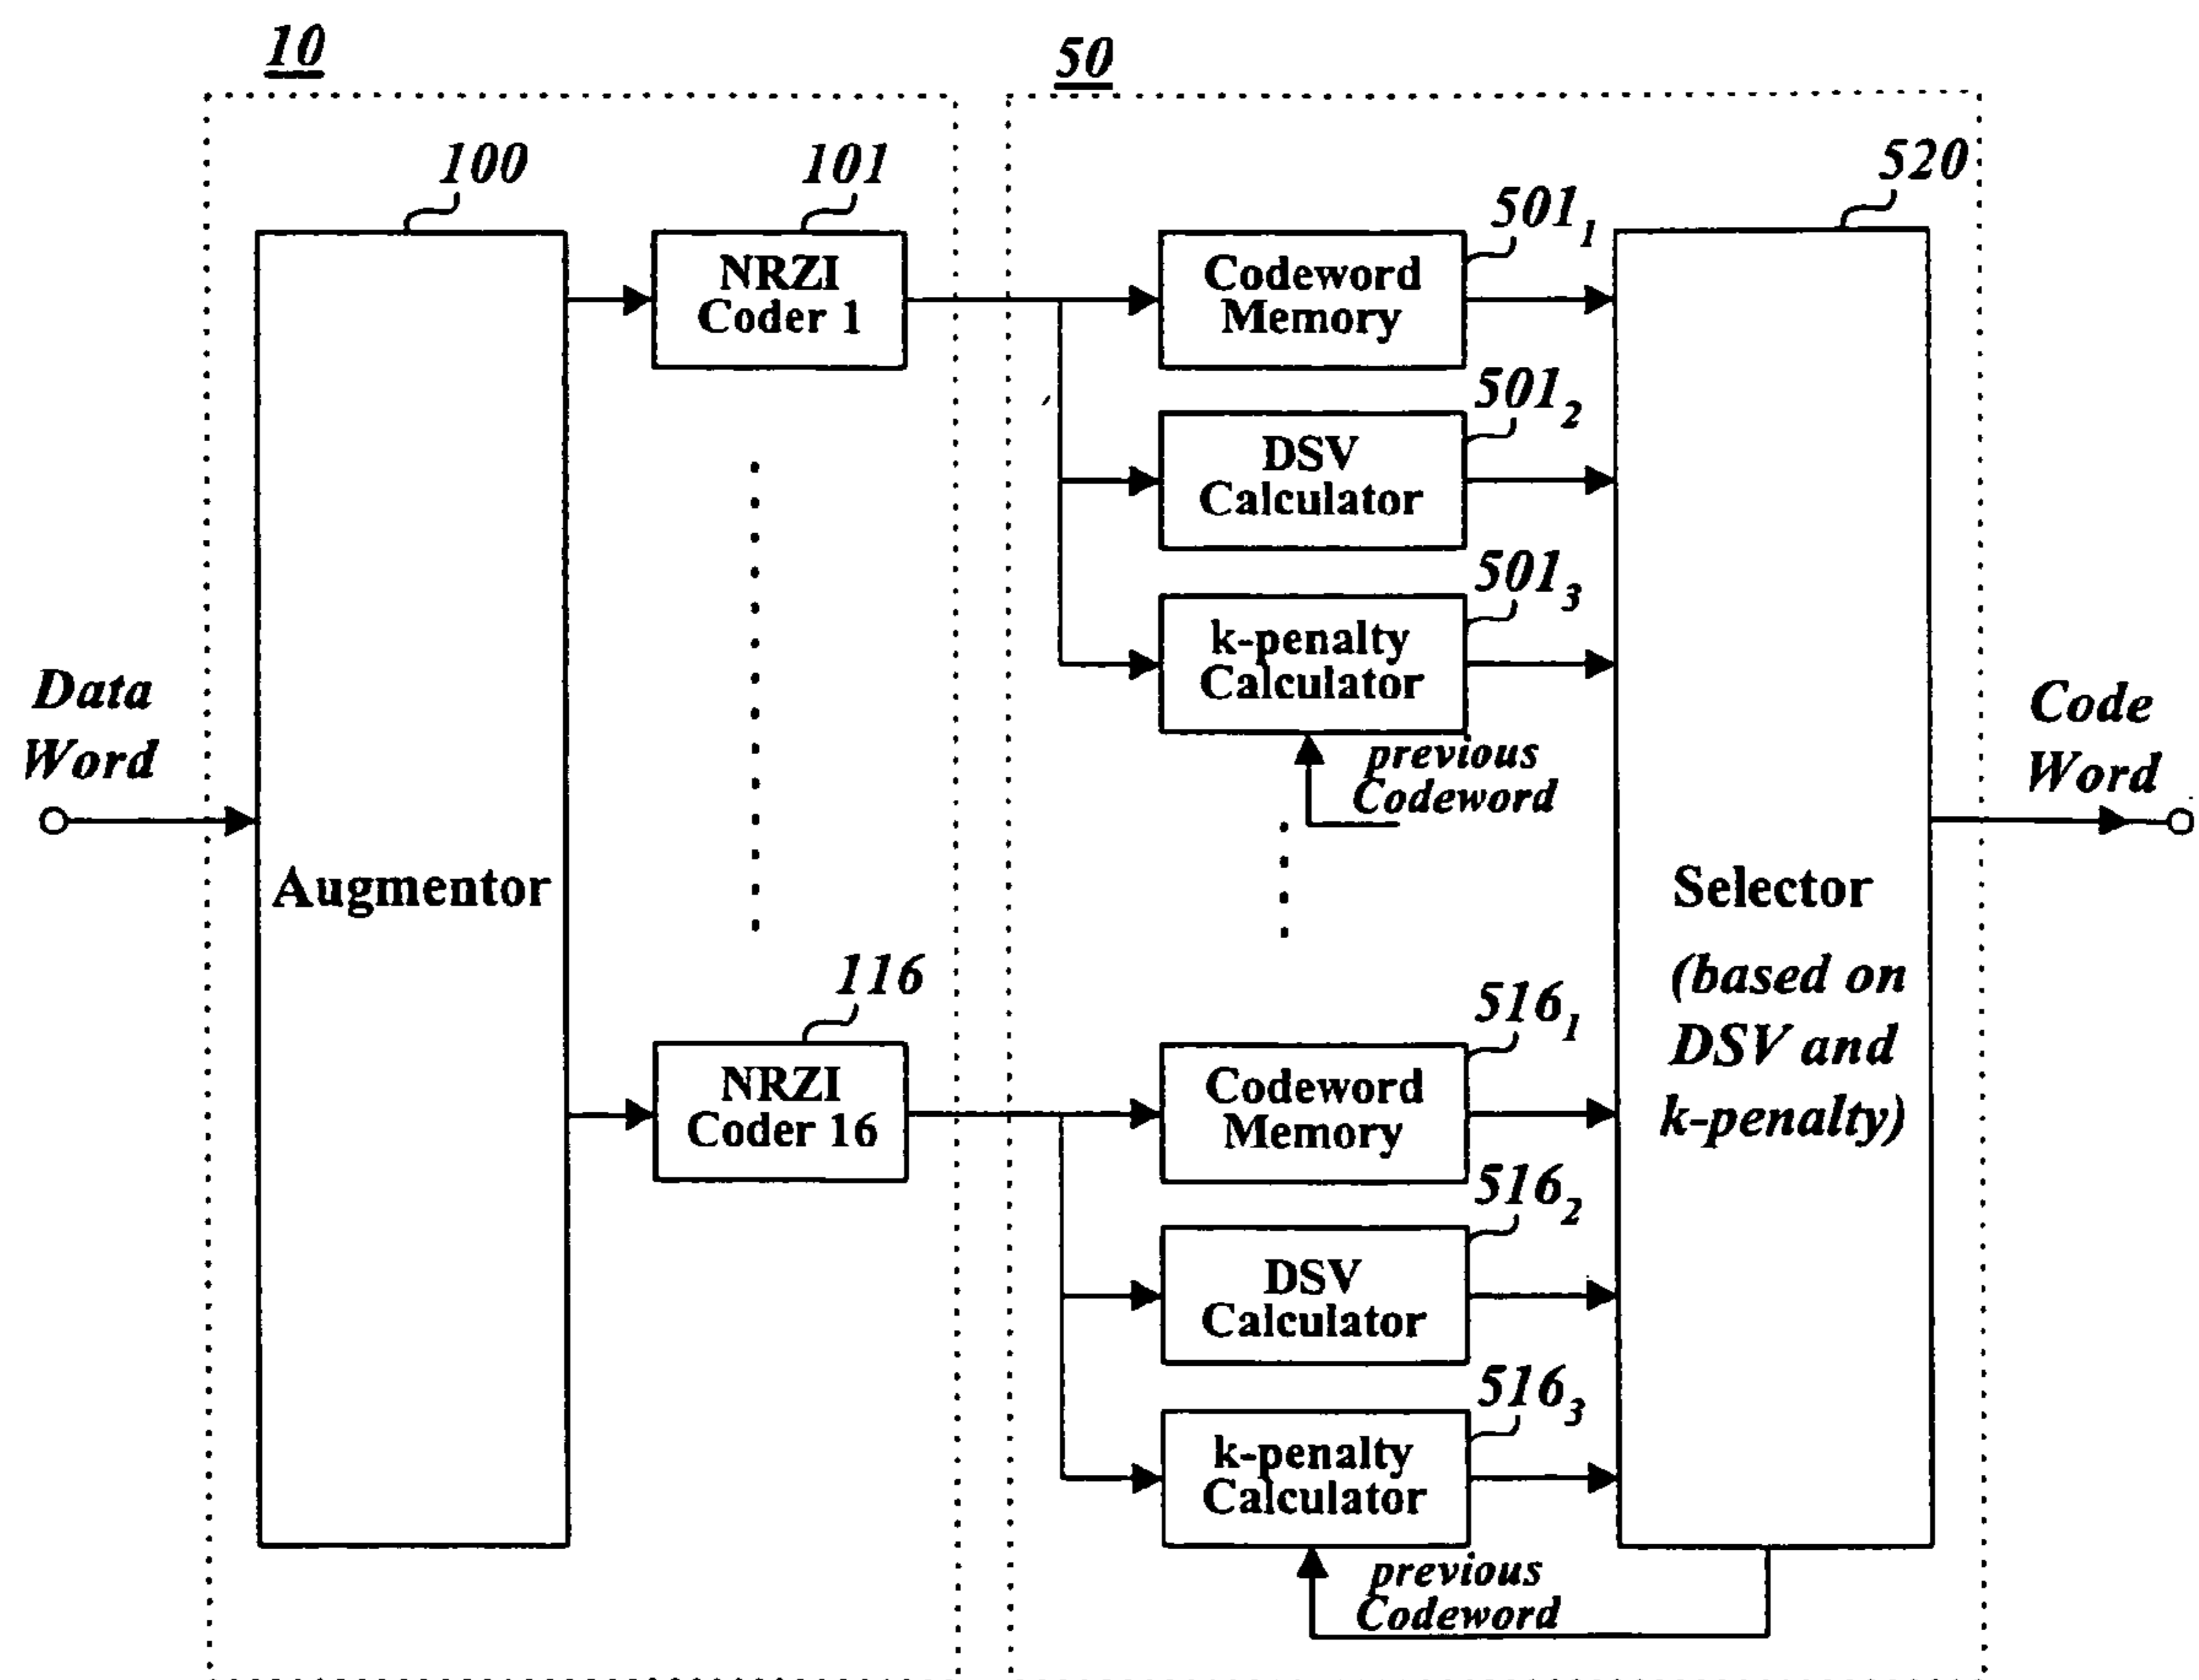 10
50
100
101
520
NRZI
Coder 1
Codeword
Memory
501₁
DSV
Calculator
501₂
k-penalty
Calculator
501₃
previous
Codeword
Data
Word
Augmentor
Code
Word
Selector
(based on
DSV and
k-penalty)
116
NRZI
Coder 16
Codeword
Memory
516₁
DSV
Calculator
516₂
k-penalty
Calculator
516₃
previous
Codeword